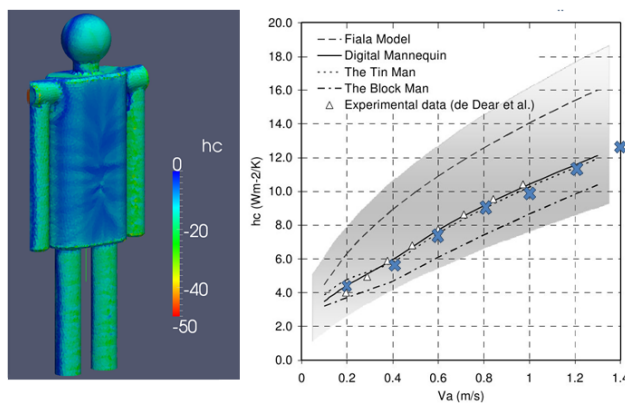 hc
0
-20
-40
-50
20.0
18.0
16.0
14.0
12.0
10.0
8.0
6.0
4.0
2.0
0.0
hc (Wm-2/K)
Fiala Model
Digital Mannequin
The Tin Man
The Block Man
Experimental data (de Dear et al.)
0 0.2 0.4 0.6 0.8 1 1.2 1.4
Va (m/s)